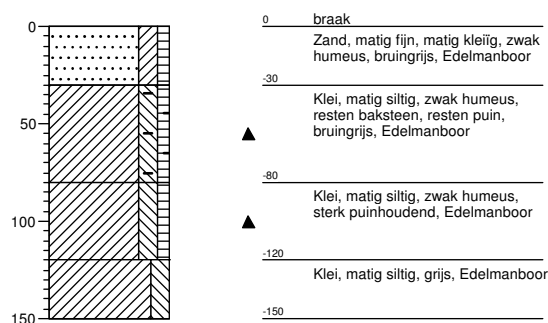 0
50
100
150
0 braak
Zand, matig fijn, matig kleiïg, zwak
humeus, bruingrijs, Edelmanboor
-30
Klei, matig siltig, zwak humeus,
resten baksteen, resten puin,
bruingrijs, Edelmanboor
-80
Klei, matig siltig, zwak humeus,
sterk puinhoudend, Edelmanboor
-120
Klei, matig siltig, grijs, Edelmanboor
-150